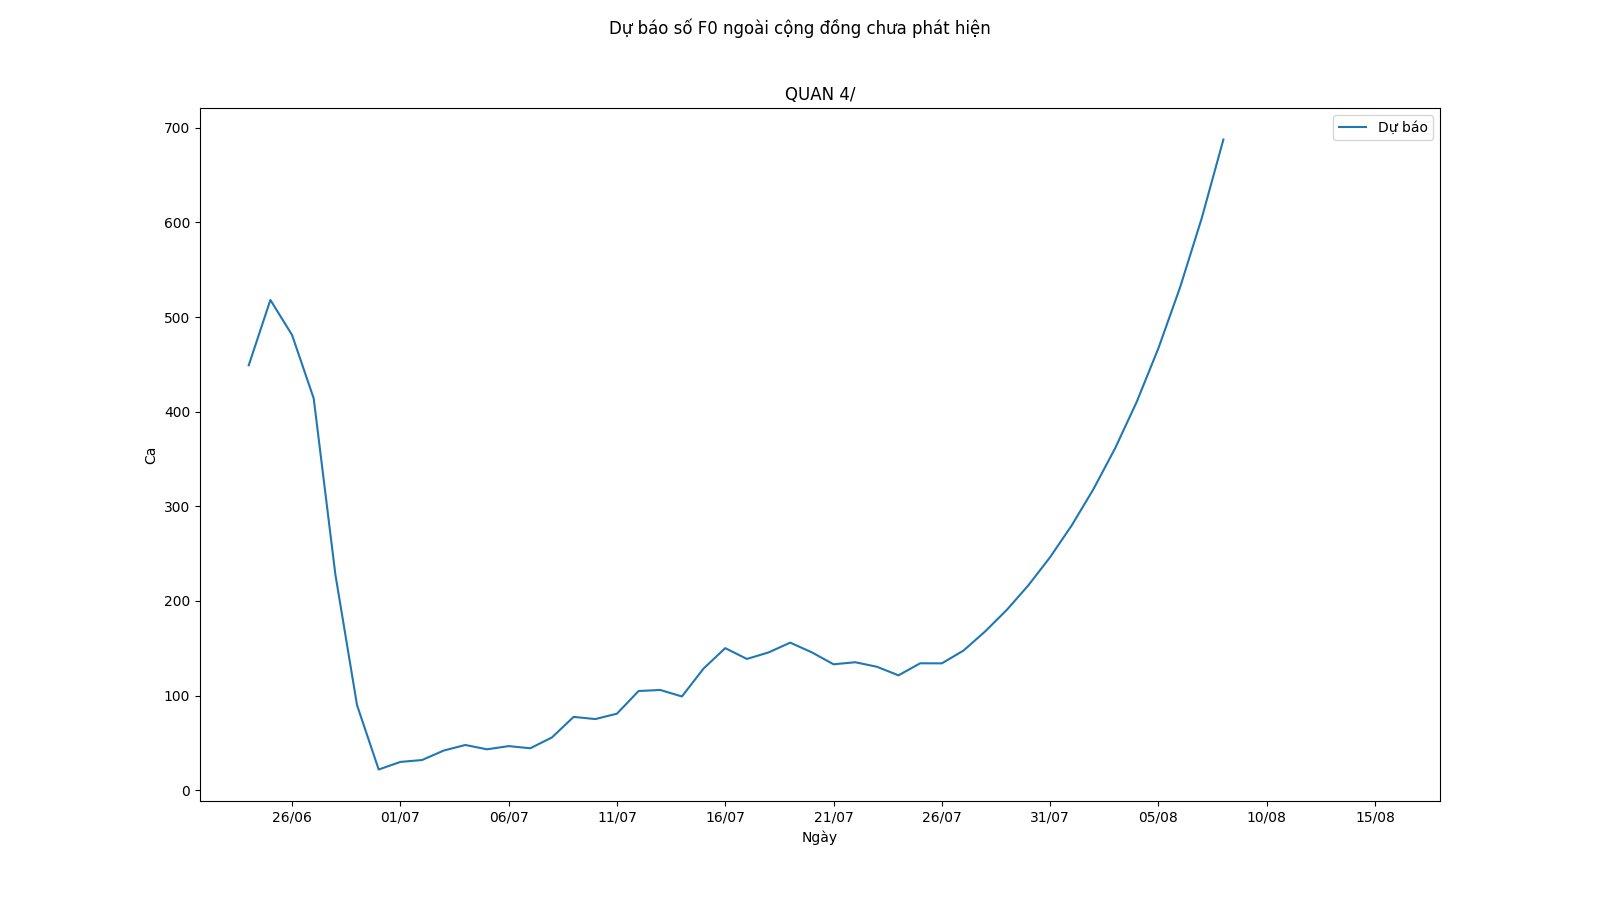 Dự báo số F0 ngoài cộng đồng chưa phát hiện
QUAN 4/
Dự báo
700
600
500
400
300
200
100
0
Ca
26/06 01/07 06/07 11/07 16/07 21/07 26/07 31/07 05/08 10/08 15/08
Ngày